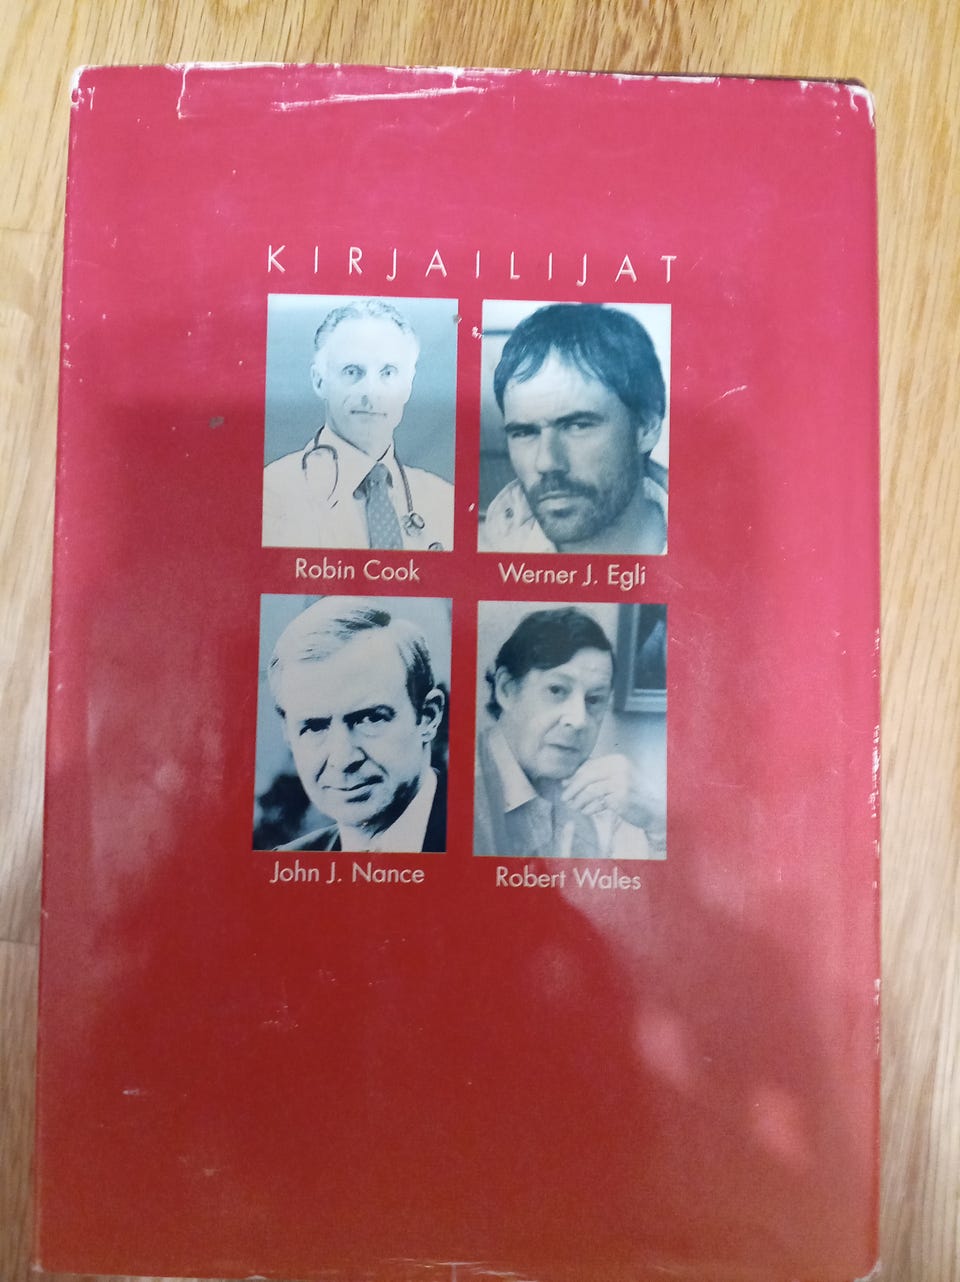 KIRJAILIJAT
Robin Cook
Werner J. Egli
John J. Nance
Robert Wales